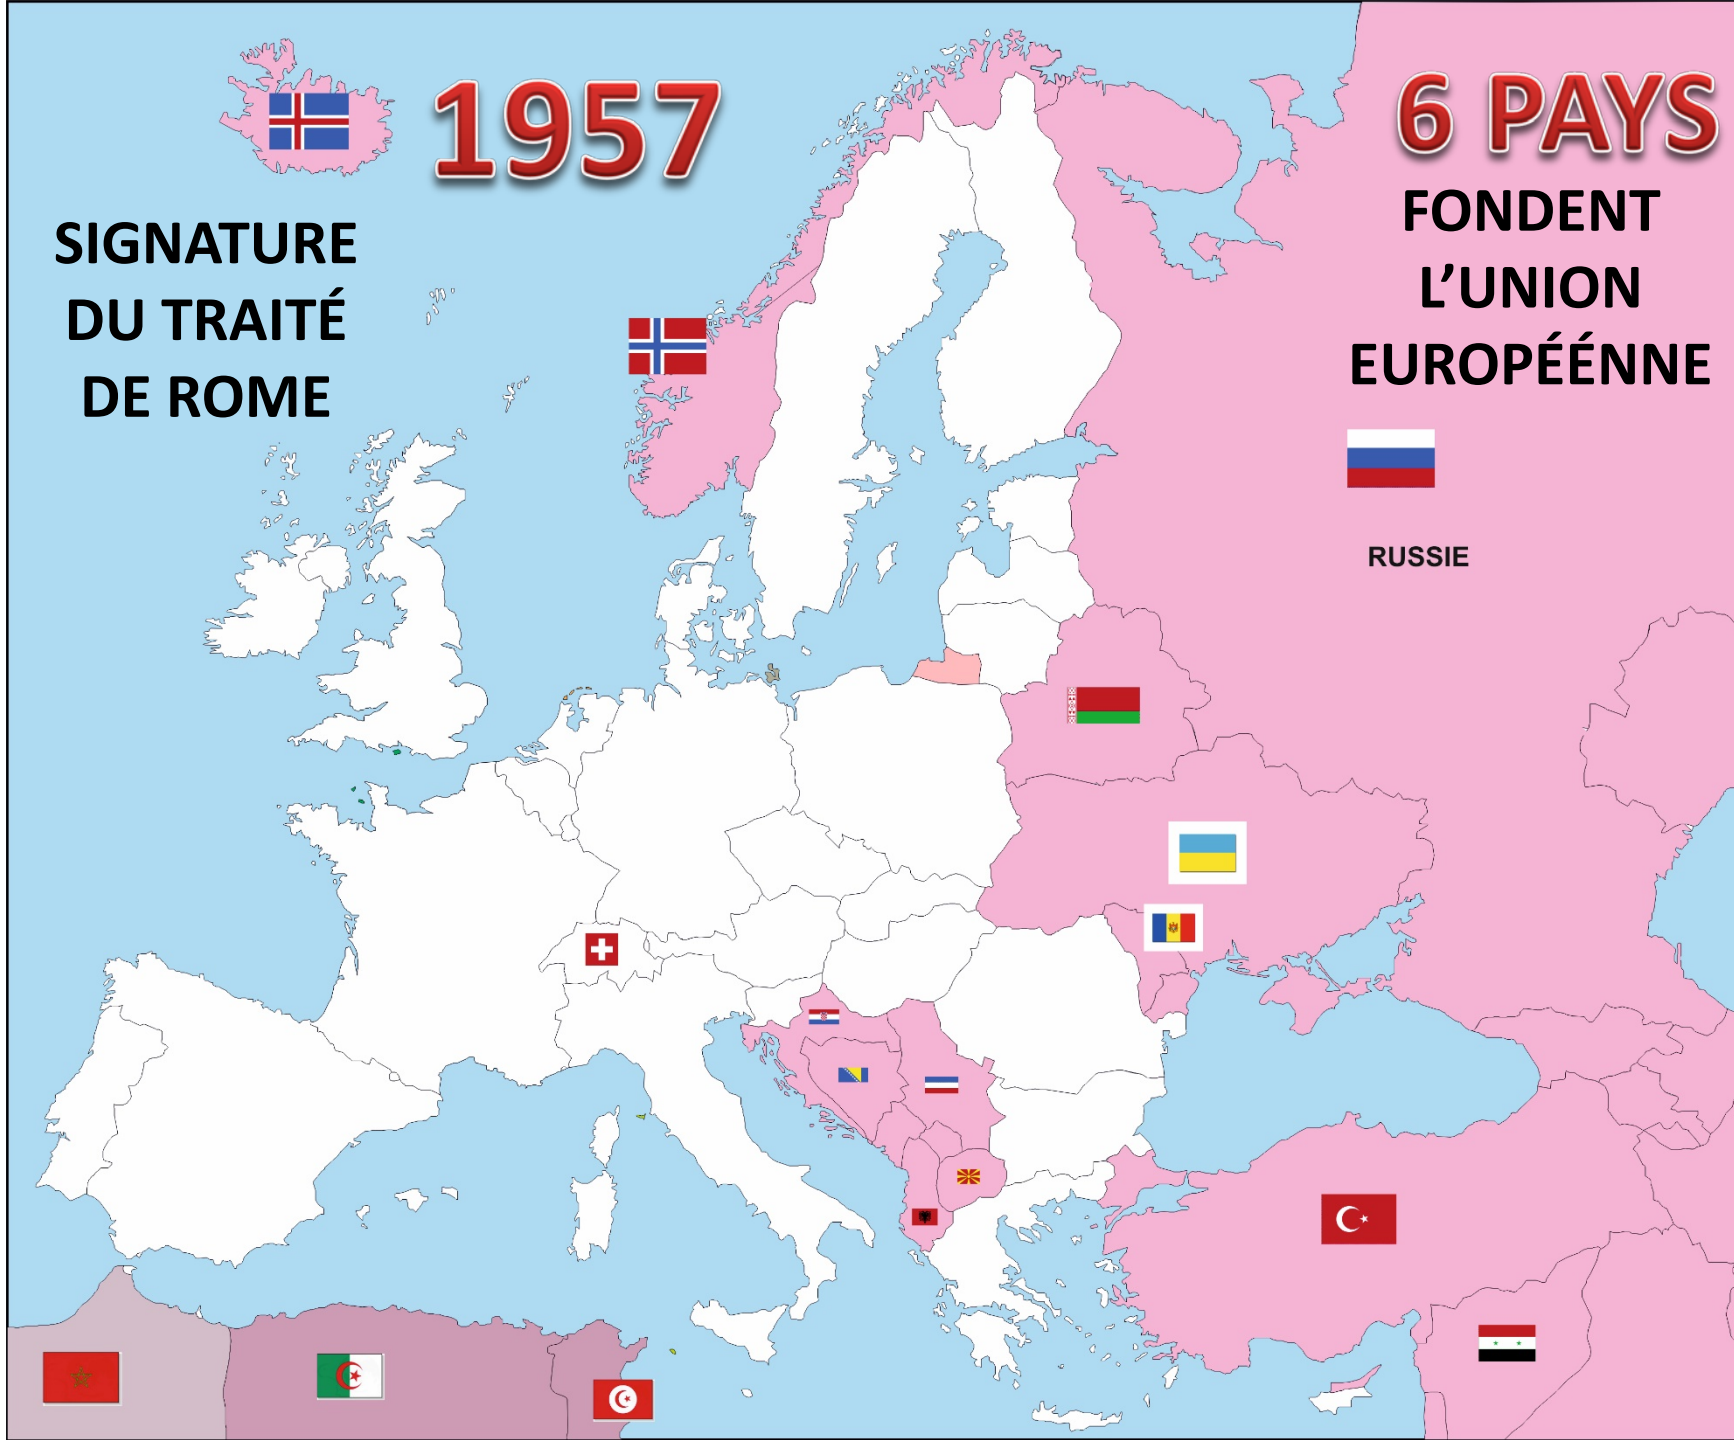 1957
SIGNATURE
DU TRAITÉ
DE ROME
6 PAYS
FONDENT
L’UNION
EUROPÉÉNNE
RUSSIE